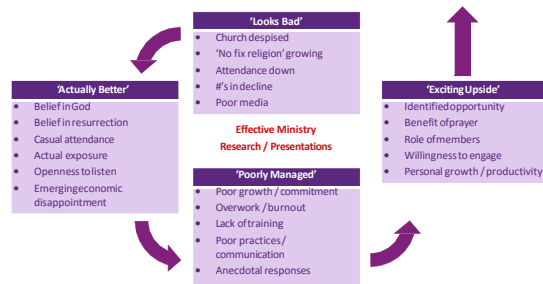 'Looks Bad'
• Church despised
• 'No fix religion' growing
• Attendance down
• #'s in decline
• Poor media
'Actually Better'
• Belief in God
• Belief in resurrection
• Casual attendance
• Actual exposure
• Openness to listen
• Emerging economic
disappointment
Effective Ministry
Research / Presentations
'Poorly Managed'
• Poor growth / commitment
• Overwork / burnout
• Lack of training
• Poor practices /
communication
• Anecdotal responses
'Exciting Upside'
• Identified opportunity
• Benefit of prayer
• Role of members
• Willingness to engage
• Personal growth / productivity